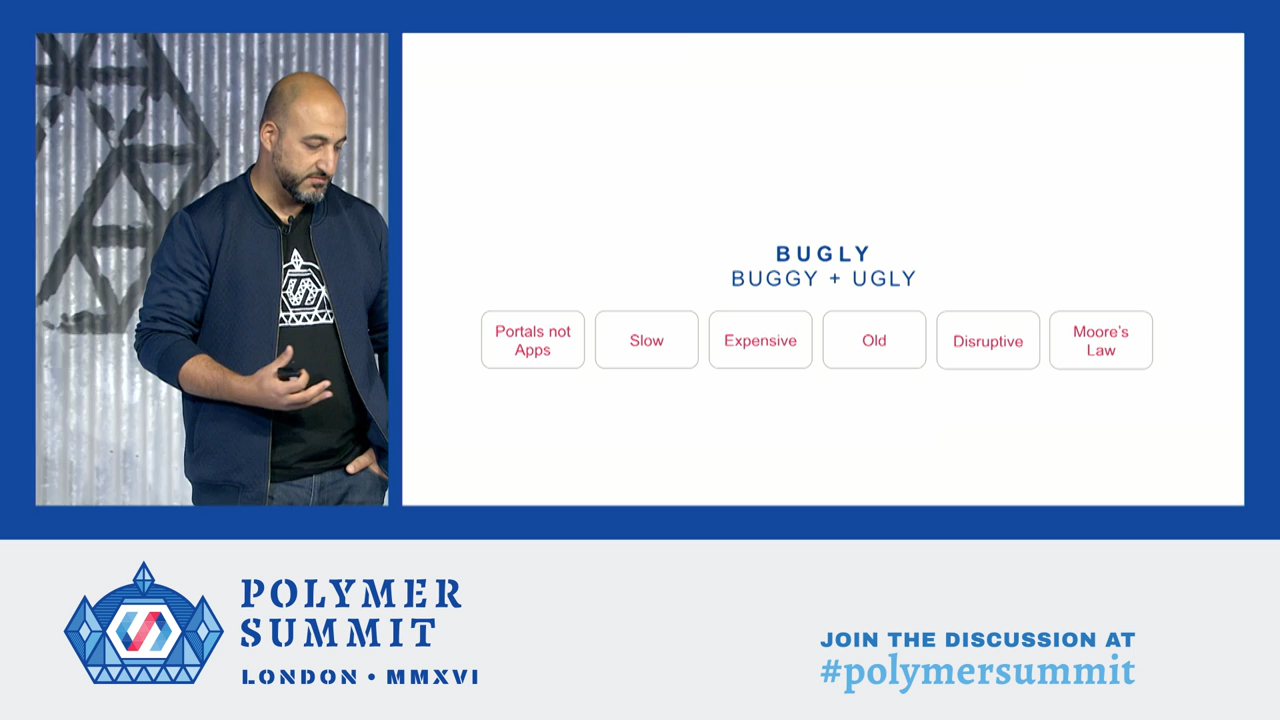 BUGLY
BUGGY + UGLY
Portals not
Apps
Slow
Expensive
Old
Disruptive
Moore's
Law
POLYMER
SUMMIT
LONDON • MMXVI
JOIN THE DISCUSSION AT
#polymersummit